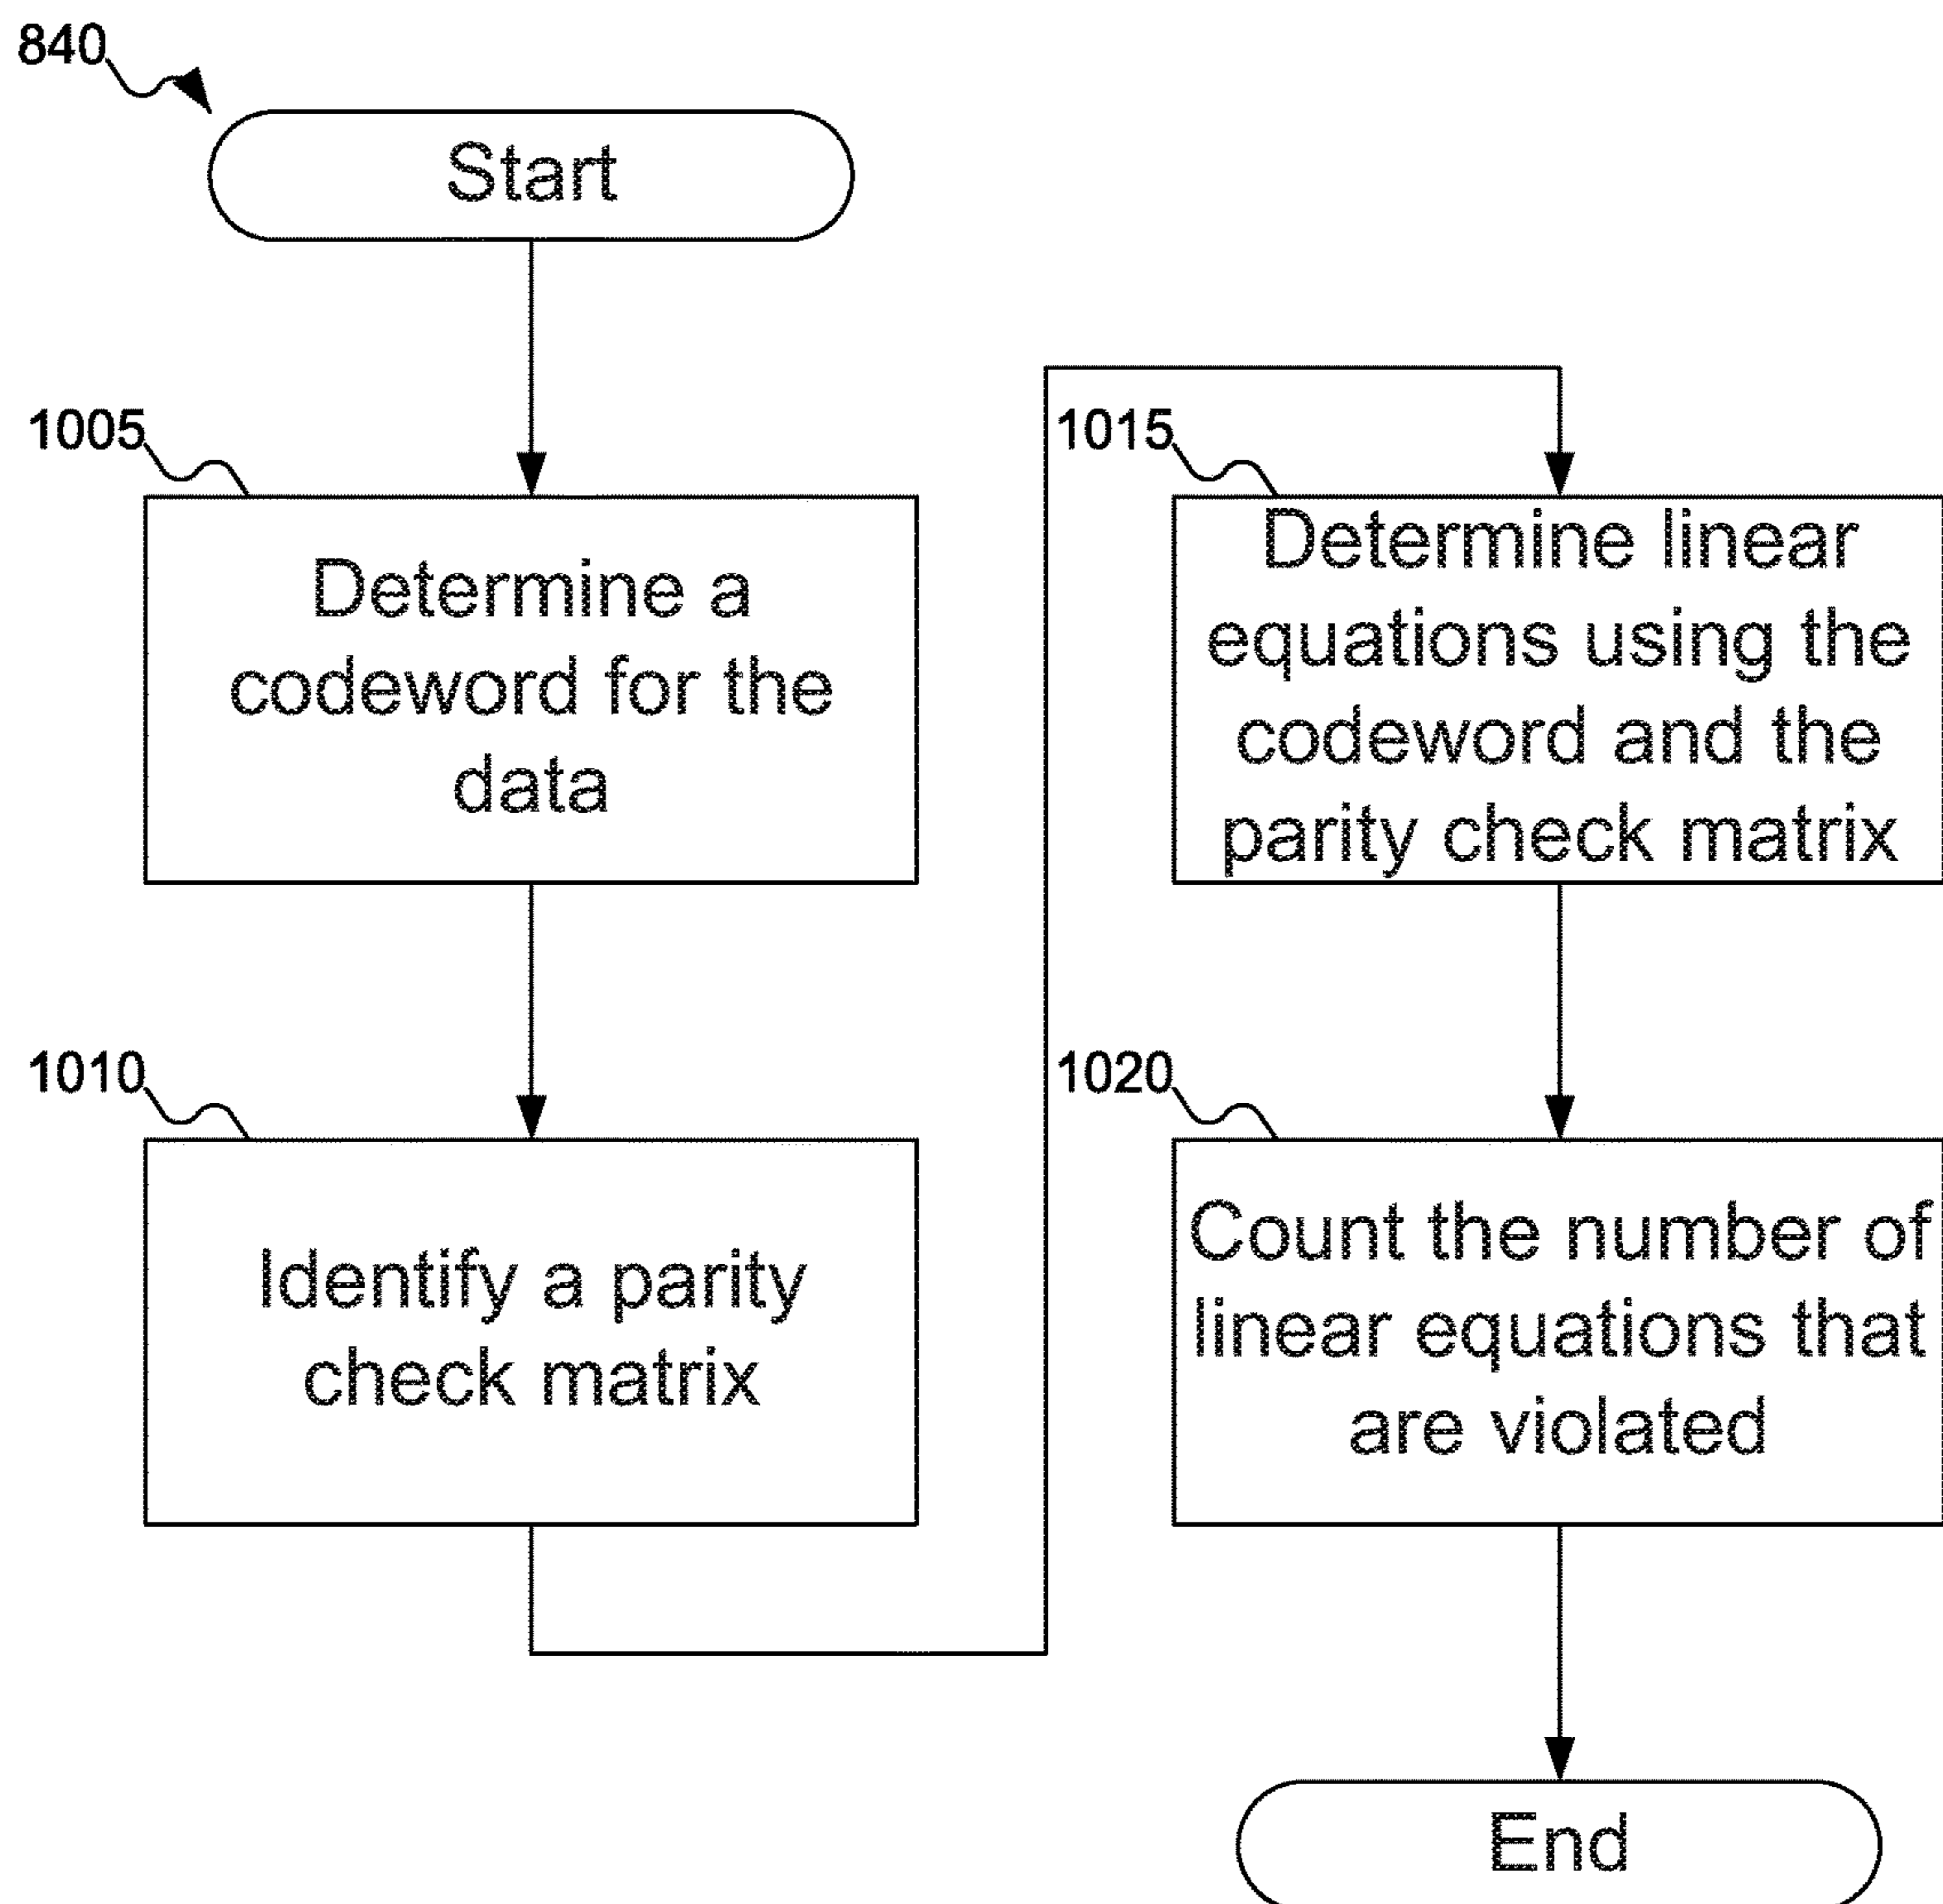 840
Start
1005
Determine a
codeword for the
data
1010
Identify a parity
check matrix
1015
Determine linear
equations using the
codeword and the
parity check matrix
1020
Count the number of
linear equations that
are violated
End